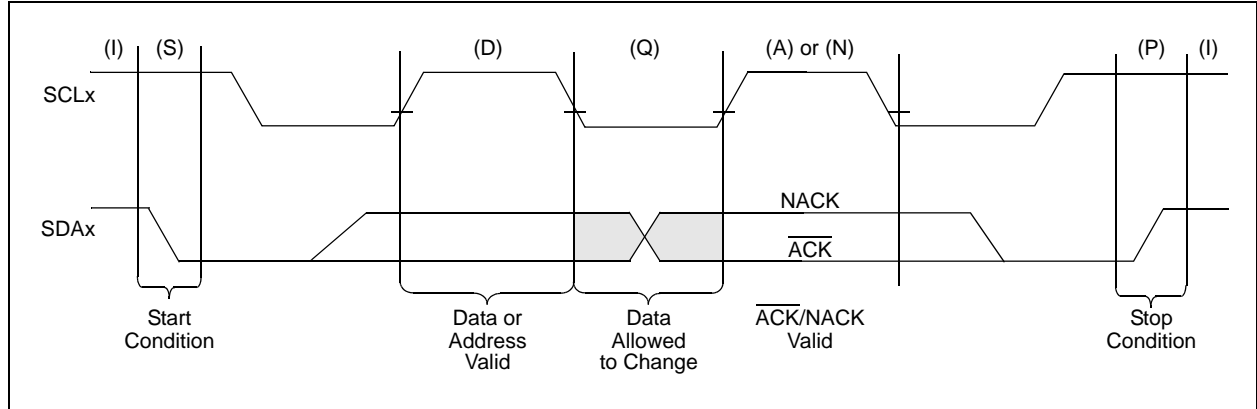 (I) (S) (D) (Q) (A) or (N) (P) (I)
SCLx
SDAx
NACK
ACK
Start
Condition
Data or
Address
Valid
Data
Allowed
to Change
ACK/NACK
Valid
Stop
Condition